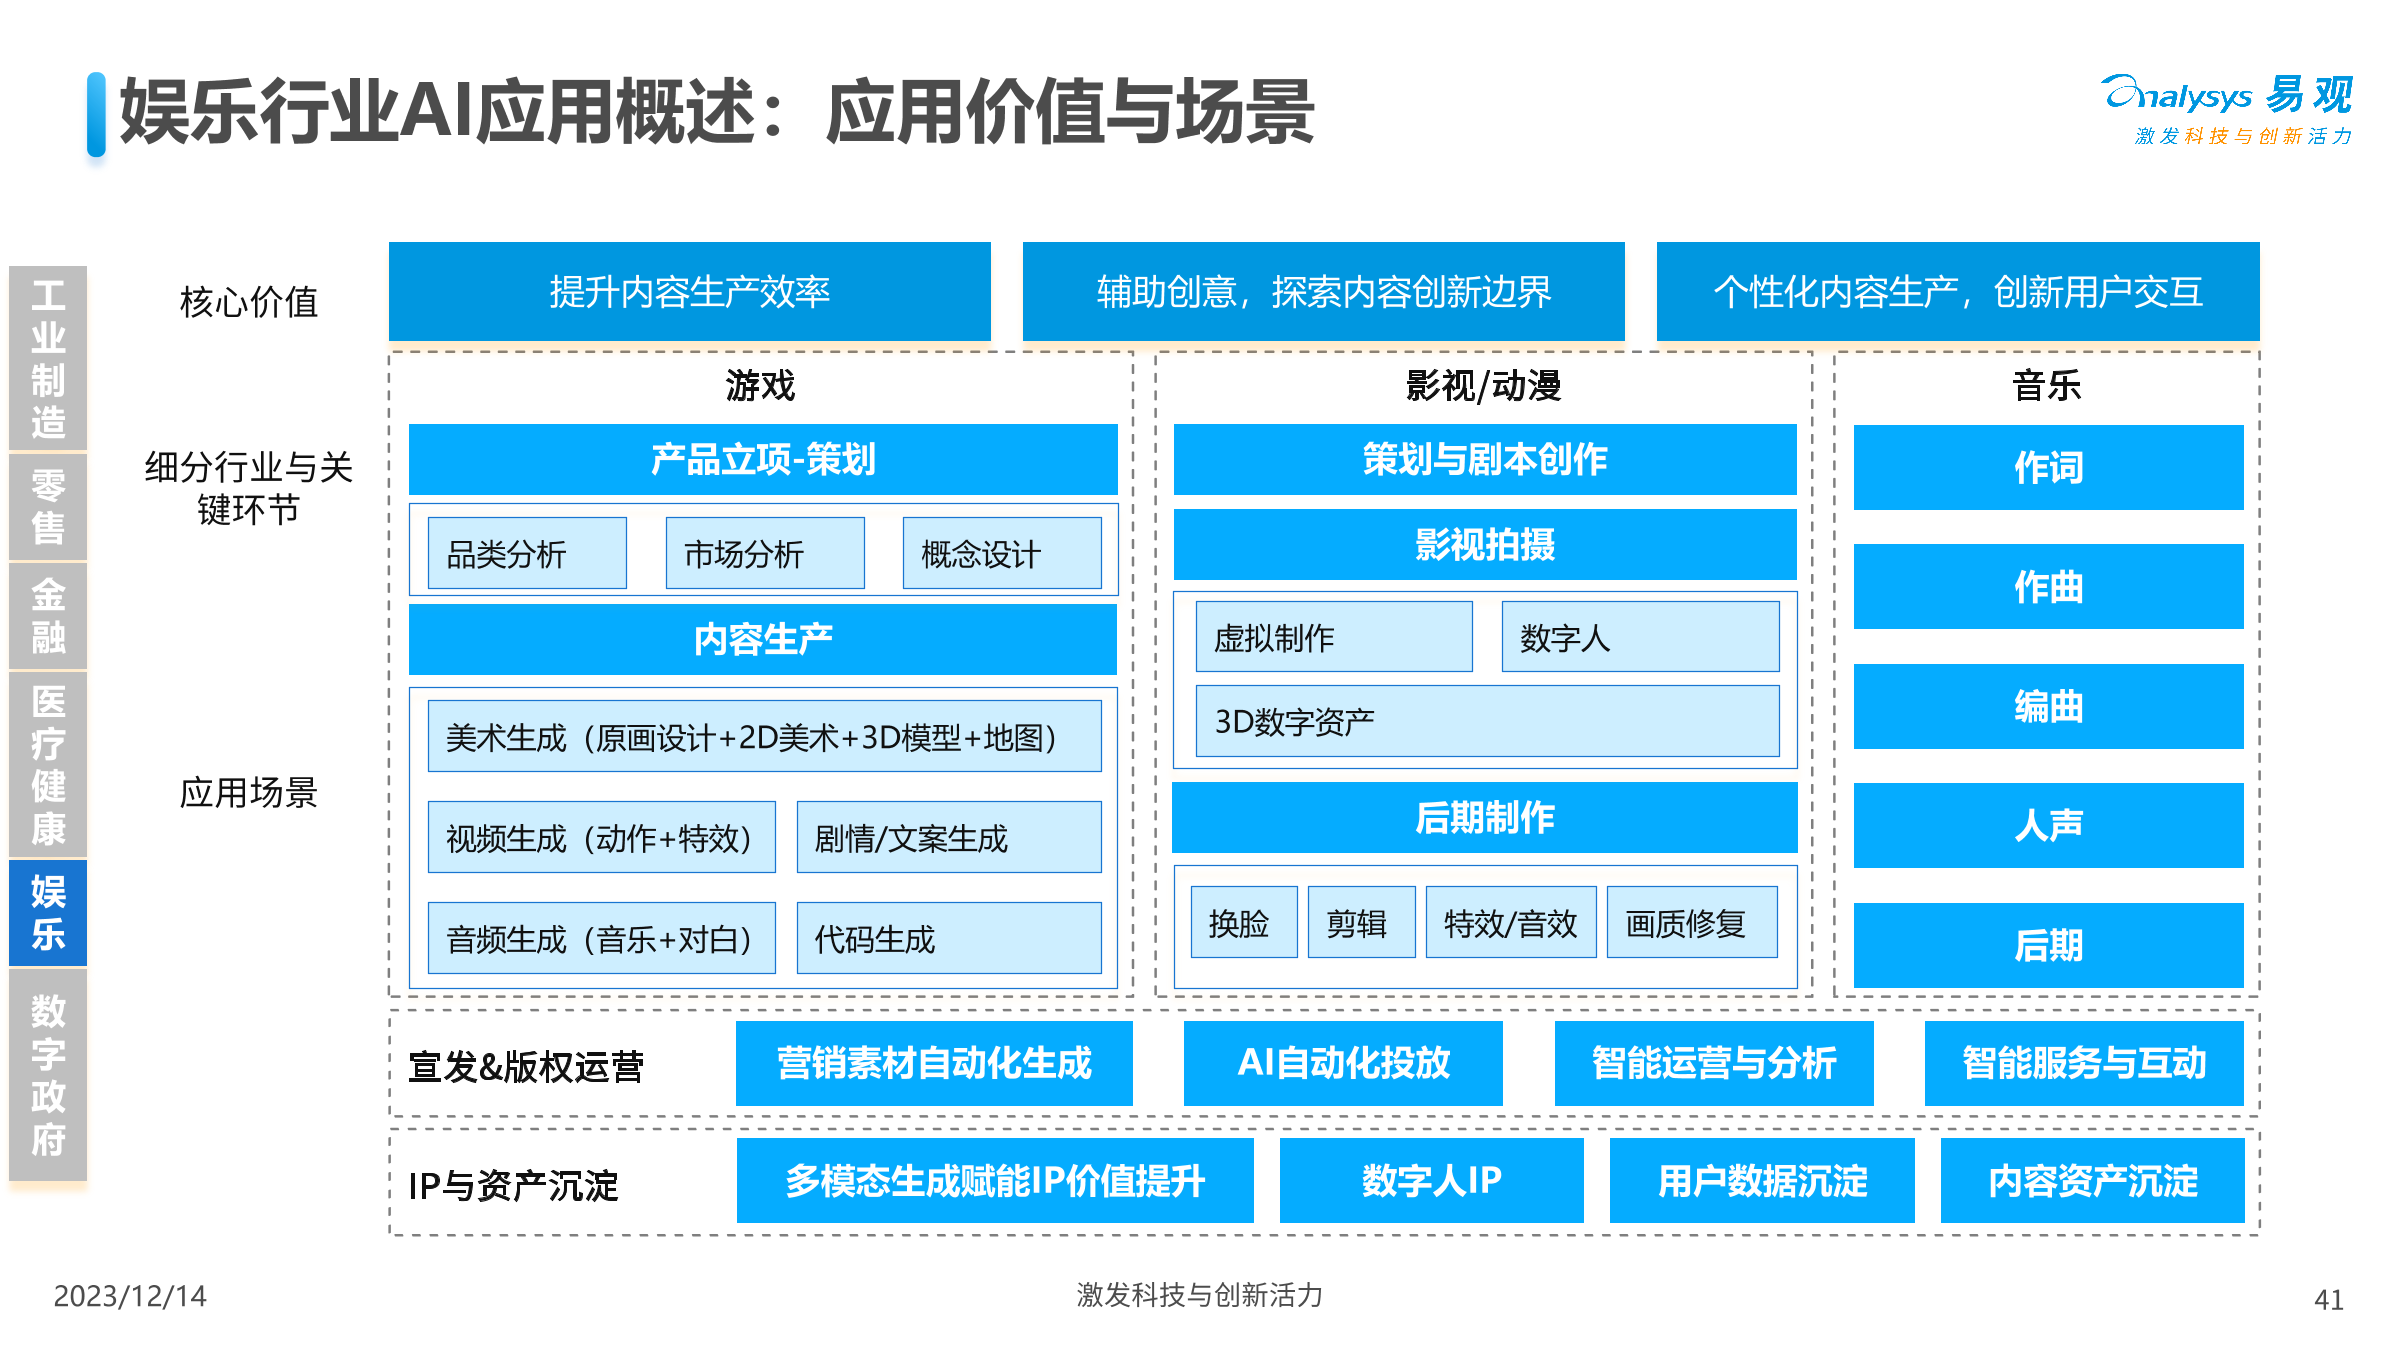 娱乐行业AI应用概述：应用价值与场景
analysys 易观
激发科技与创新活力
工业制造
零售
金融
医疗健康
娱乐
数字政府
核心价值
提升内容生产效率
辅助创意，探索内容创新边界
个性化内容生产，创新用户交互
细分行业与关
键环节
应用场景
游戏
产品立项-策划
品类分析
市场分析
概念设计
内容生产
美术生成（原画设计+2D美术+3D模型+地图）
视频生成（动作+特效）
剧情/文案生成
音频生成（音乐+对白）
代码生成
影视/动漫
策划与剧本创作
影视拍摄
虚拟制作
数字人
3D数字资产
后期制作
换脸
剪辑
特效/音效
画质修复
音乐
作词
作曲
编曲
人声
后期
宣发&版权运营
营销素材自动化生成
AI自动化投放
智能运营与分析
智能服务与互动
IP与资产沉淀
多模态生成赋能IP价值提升
数字人IP
用户数据沉淀
内容资产沉淀
2023/12/14
激发科技与创新活力
41